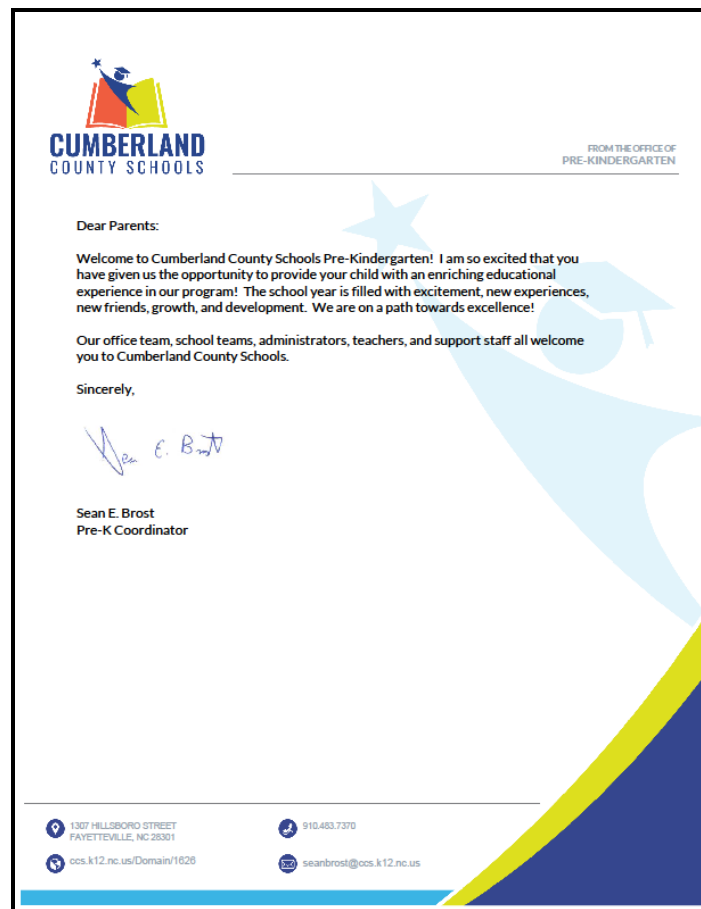 CUMBERLAND
COUNTY SCHOOLS
FROM THE OFFICE OF
PRE-KINDERGARTEN
Dear Parents:
Welcome to Cumberland County Schools Pre-Kindergarten! I am so excited that you
have given us the opportunity to provide your child with an enriching educational
experience in our program! The school year is filled with excitement, new experiences,
new friends, growth, and development. We are on a path towards excellence!
Our office team, school teams, administrators, teachers, and support staff all welcome
you to Cumberland County Schools.
Sincerely,
Sean E. Brost
Sean E. Brost
Pre-K Coordinator
1307 HILLSBORO STREET
FAYETTEVILLE, NC 28301
910.483.7370
ccs.k12.nc.us/Domain/1626
seanbrost@ccs.k12.nc.us